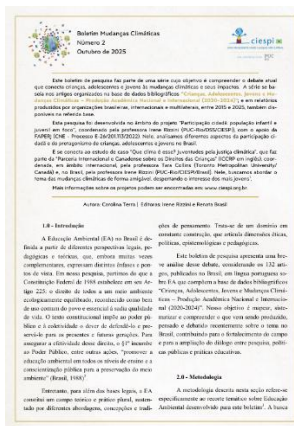 Boletim Mudanças Climáticas
Número 2
Outubro de 2025
ciespi
Este boletim de pesquisa faz parte de uma série cujo objetivo é compreender o debate atual
que conecta crianças, adolescentes e jovens às mudanças climáticas e seus impactos. A série se ba-
seia nos artigos organizados na base de dados bibliográficos "Crianças, Adolescentes, Jovens e Mu-
danças Climáticas – Produção Acadêmica Nacional e Internacional (2020-2024)", e em relatórios
produzidos por organizações brasileiras, internacionais e multilaterais, entre 2015 e 2025, também dis-
poníveis na referida base.
Esta pesquisa foi desenvolvida no âmbito do projeto "Participação cidadã: população infantil e
juvenil em foco", coordenado pela professora Irene Rizzini (PUC-Rio/DSS/CIESPI), com o apoio da
FAPERJ (CNE - Processo E-26/201.170/2022). Nele, analisamos diferentes aspectos da participação ci-
dadã e do protagonismo de crianças, adolescentes e jovens no Brasil.
E se conecta ao estudo de caso "Que clima é esse? Juventudes pela justiça climática", que faz
parte da "Parceria Internacional e Canadense sobre os Direitos das Crianças" (ICCRP em inglês), coor-
denada, em âmbito internacional, pela professora Tara Collins (Toronto Metropolitan University/
Canadá) e, no Brasil, pela professora Irene Rizzini (PUC-Rio/CIESPI/Brasil). Nele, buscamos abordar o
tema das mudanças climáticas de forma amigável, despertando o interesse dos mais jovens.
Mais informações sobre os projetos podem ser encontradas em: www.ciespi.org.br
Autora: Carolina Terra | Editores: Irene Rizzini e Renata Brasil
1.0 - Introdução
A Educação Ambiental (EA) no Brasil é de-
finida a partir de diferentes perspectivas legais, pe-
dagógicas e teóricas, que, embora muitas vezes
complementares, expressam distintas ênfases e pon-
tos de vista. Em nossa pesquisa, partimos do que a
Constituição Federal de 1988 estabelece em seu Ar-
tigo 225: o direito de todos a um meio ambiente
ecologicamente equilibrado, reconhecido como bem
de uso comum do povo e essencial à sadia qualidade
de vida. O texto constitucional impõe ao poder pú-
blico e à coletividade o dever de defendê-lo e pre-
servá-lo para as presentes e futuras gerações. Para
assegurar a efetividade desse direito, o §1º incumbe
ao Poder Público, entre outras ações, "promover a
educação ambiental em todos os níveis de ensino e a
conscientização pública para a preservação do meio
ambiente" (Brasil, 1988).
Entretanto, para além das bases legais, a EA
constitui um campo teórico e prático plural, susten-
tado por diferentes abordagens, concepções e tradi-
ções de pensamento. Trata-se de um domínio em
constante construção, que articula dimensões éticas,
políticas, epistemológicas e pedagógicas.
Este boletim de pesquisa apresenta uma bre-
ve análise desse debate, considerando os 132 arti-
gos, publicados no Brasil, em língua portuguesa so-
bre EA que compõem a base de dados bibliográficos
"Crianças, Adolescentes, Jovens e Mudanças Climá-
ticas – Produção Acadêmica Nacional e Internacio-
nal (2020-2024)". Nosso objetivo é mapear, siste-
matizar e compreender o que vem sendo produzido,
pensado e debatido recentemente sobre o tema no
Brasil, contribuindo para o fortalecimento do campo
e para a ampliação do diálogo entre pesquisa, políti-
cas públicas e práticas educativas.
2.0 - Metodologia
A metodologia descrita nesta seção refere-se
especificamente ao recorte temático sobre Educação
Ambiental desenvolvido para este boletim. A busca